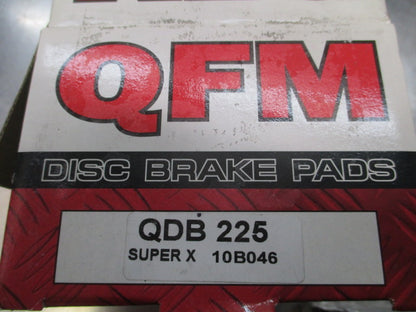 QFM
DISC BRAKE PADS
QDB 225
SUPER X 10B046